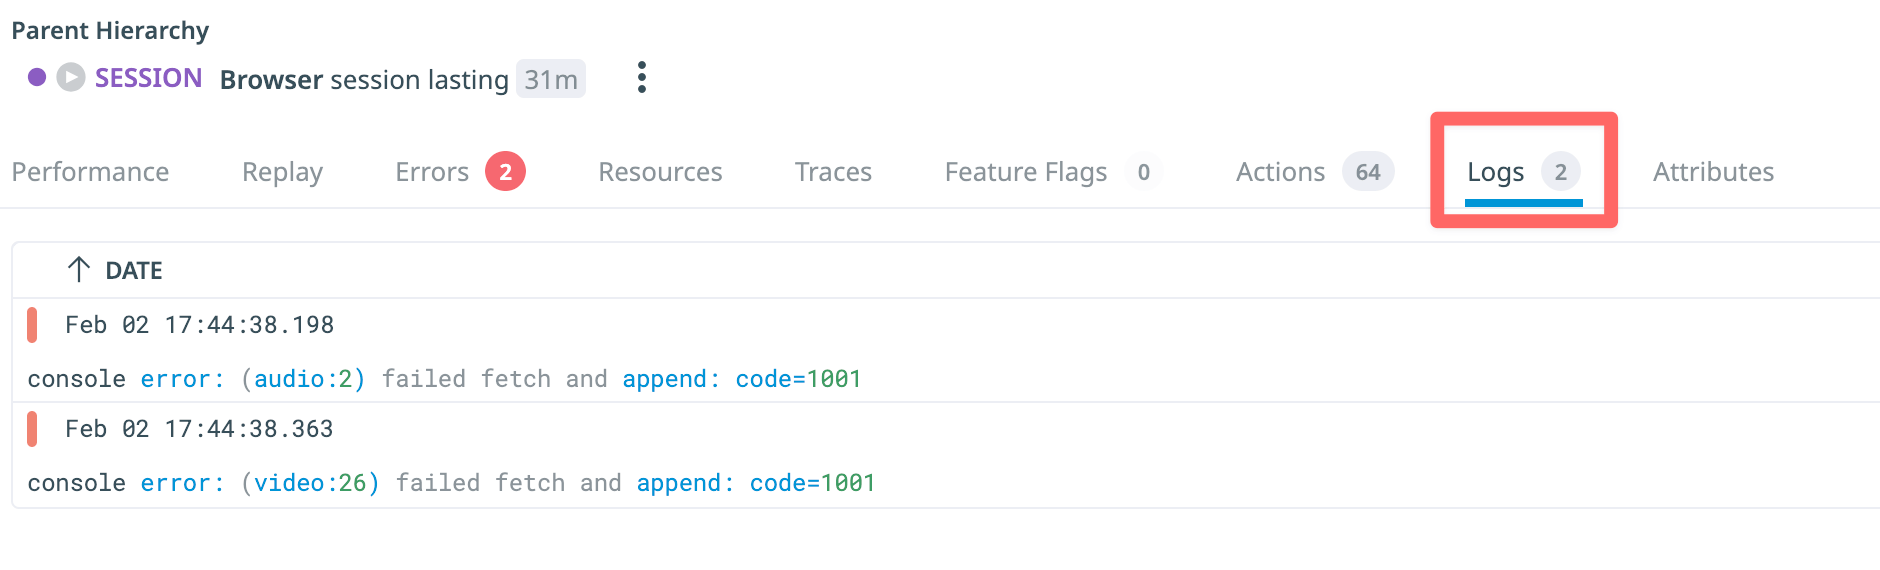 Parent Hierarchy
SESSION Browser session lasting 31m
Performance Replay Errors 2 Resources Traces Feature Flags 0 Actions 64 Logs 2 Attributes
DATE
Feb 02 17:44:38.198
console error: (audio:2) failed fetch and append: code=1001
Feb 02 17:44:38.363
console error: (video:26) failed fetch and append: code=1001